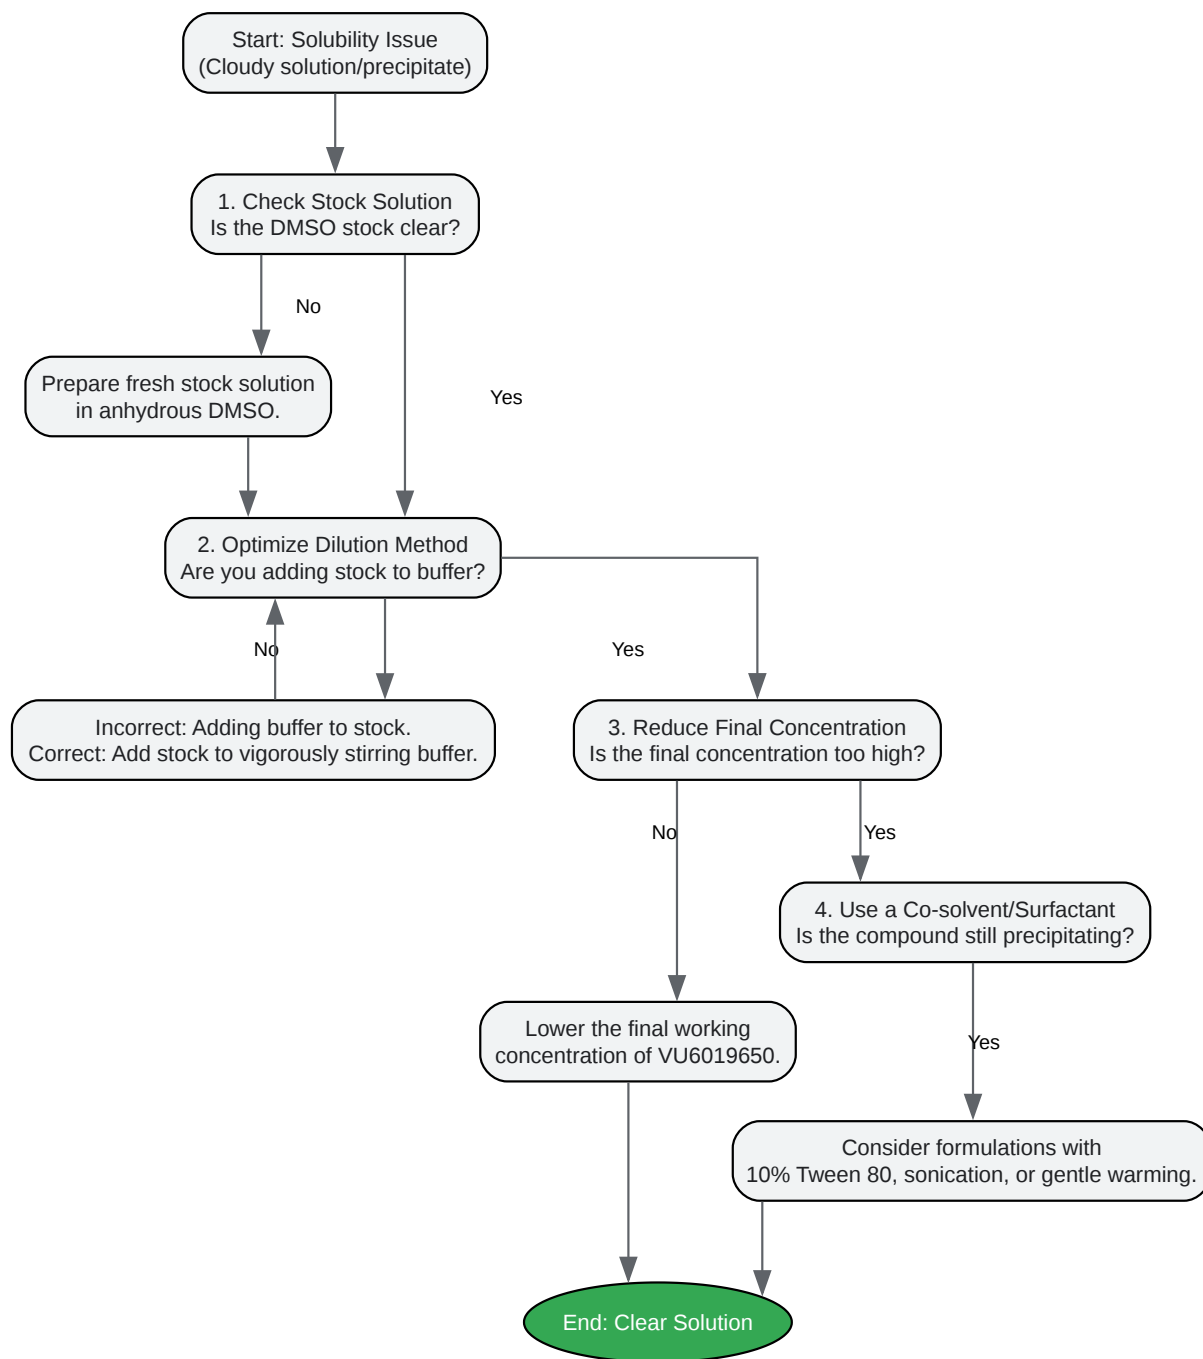 Start: Solubility Issue
(Cloudy solution/precipitate)
1. Check Stock Solution
Is the DMSO stock clear?
No
Prepare fresh stock solution
in anhydrous DMSO.
Yes
2. Optimize Dilution Method
Are you adding stock to buffer?
No
Yes
Incorrect: Adding buffer to stock.
Correct: Add stock to vigorously stirring buffer.
3. Reduce Final Concentration
Is the final concentration too high?
No
Yes
4. Use a Co-solvent/Surfactant
Is the compound still precipitating?
Lower the final working
concentration of VU6019650.
Yes
Consider formulations with
10% Tween 80, sonication, or gentle warming.
End: Clear Solution